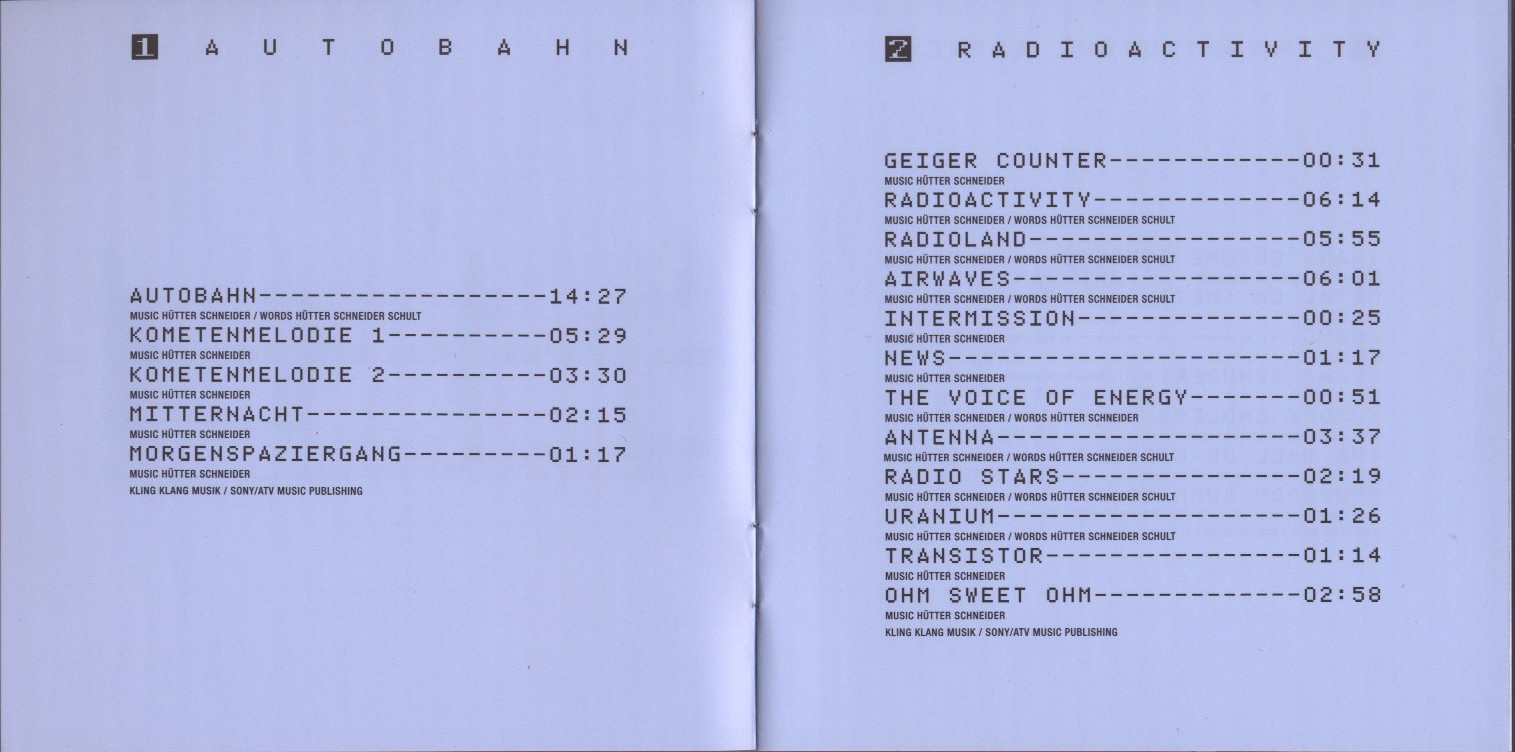 1 AUTOBAHN
AUTOBAHN------------------14:27
MUSIC HÜTTER SCHNEIDER / WORDS HÜTTER SCHNEIDER SCHULT
KOMETENMELODIE 1----------05:29
MUSIC HÜTTER SCHNEIDER
KOMETENMELODIE 2----------03:30
MUSIC HÜTTER SCHNEIDER
MITTERNACHT---------------02:15
MUSIC HÜTTER SCHNEIDER
MORGENSPAZIERGANG---------01:17
MUSIC HÜTTER SCHNEIDER
KLING KLANG MUSIK / SONY/ATV MUSIC PUBLISHING
2 RADIOACTIVITY
GEIGER COUNTER------------00:31
MUSIC HÜTTER SCHNEIDER
RADIOACTIVITY-------------06:14
MUSIC HÜTTER SCHNEIDER / WORDS HÜTTER SCHNEIDER SCHULT
RADIOLAND-----------------05:55
MUSIC HÜTTER SCHNEIDER / WORDS HÜTTER SCHNEIDER SCHULT
AIRWAVES------------------06:01
MUSIC HÜTTER SCHNEIDER / WORDS HÜTTER SCHNEIDER SCHULT
INTERMISSION--------------00:25
MUSIC HÜTTER SCHNEIDER
NEWS----------------------01:17
MUSIC HÜTTER SCHNEIDER
THE VOICE OF ENERGY-------00:51
MUSIC HÜTTER SCHNEIDER / WORDS HÜTTER SCHNEIDER
ANTENNA-------------------03:37
MUSIC HÜTTER SCHNEIDER / WORDS HÜTTER SCHNEIDER SCHULT
RADIO STARS---------------02:19
MUSIC HÜTTER SCHNEIDER / WORDS HÜTTER SCHNEIDER SCHULT
URANIUM-------------------01:26
MUSIC HÜTTER SCHNEIDER / WORDS HÜTTER SCHNEIDER SCHULT
TRANSISTOR----------------01:14
MUSIC HÜTTER SCHNEIDER
OHM SWEET OHM-------------02:58
MUSIC HÜTTER SCHNEIDER
KLING KLANG MUSIK / SONY/ATV MUSIC PUBLISHING